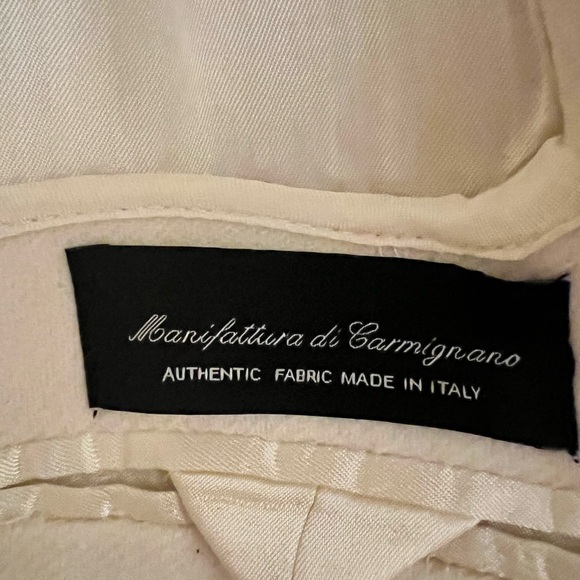 Manifattura di Carmignano
AUTHENTIC FABRIC MADE IN ITALY